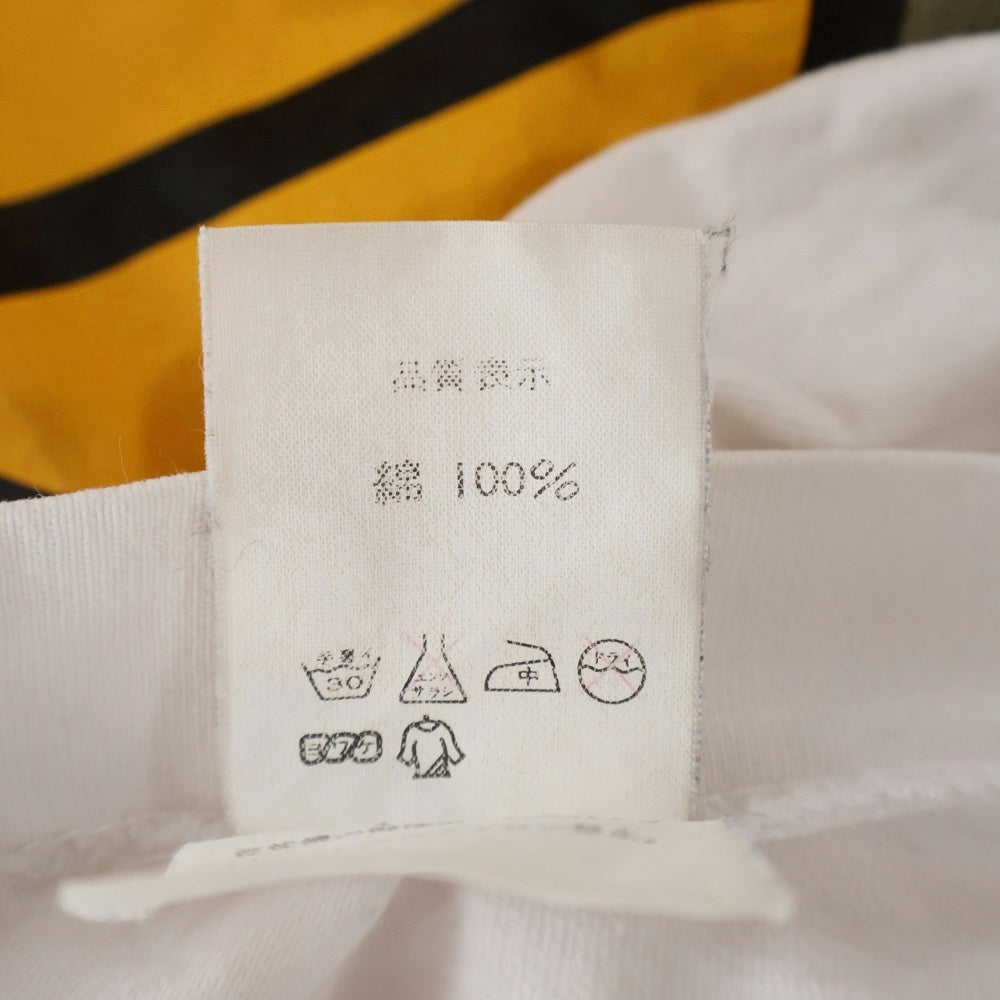 品質表示
綿 100%
手洗イ エンソ 中 ドライ
30 サラシ
ヨワク